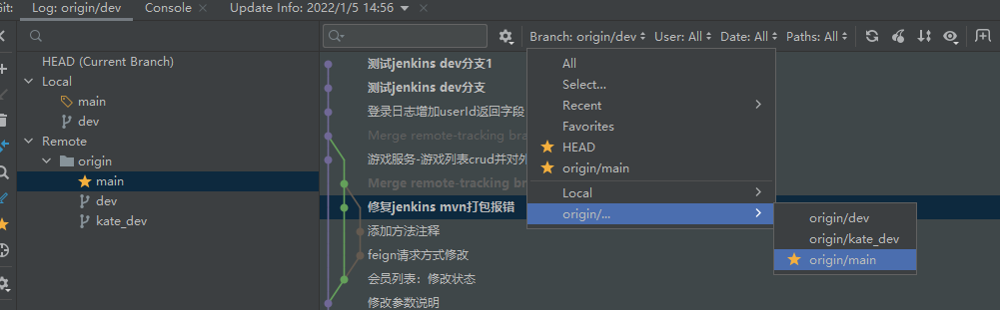 Git:
Log: origin/dev
Console
Update Info: 2022/1/5 14:56
Branch: origin/dev
User: All
Date: All
Paths: All
HEAD (Current Branch)
Local
main
dev
Remote
origin
main
dev
kate_dev
测试jenkins dev分支1
测试jenkins dev分支
登录日志增加userId返回字段
Merge remote-tracking bra
游戏服务-游戏列表crud并对外
Merge remote-tracking br
修复jenkins mvn打包报错
添加方法注释
feign请求方式修改
会员列表：修改状态
修改参数说明
All
Select...
Recent
Favorites
HEAD
origin/main
Local
origin/...
origin/dev
origin/kate_dev
origin/main